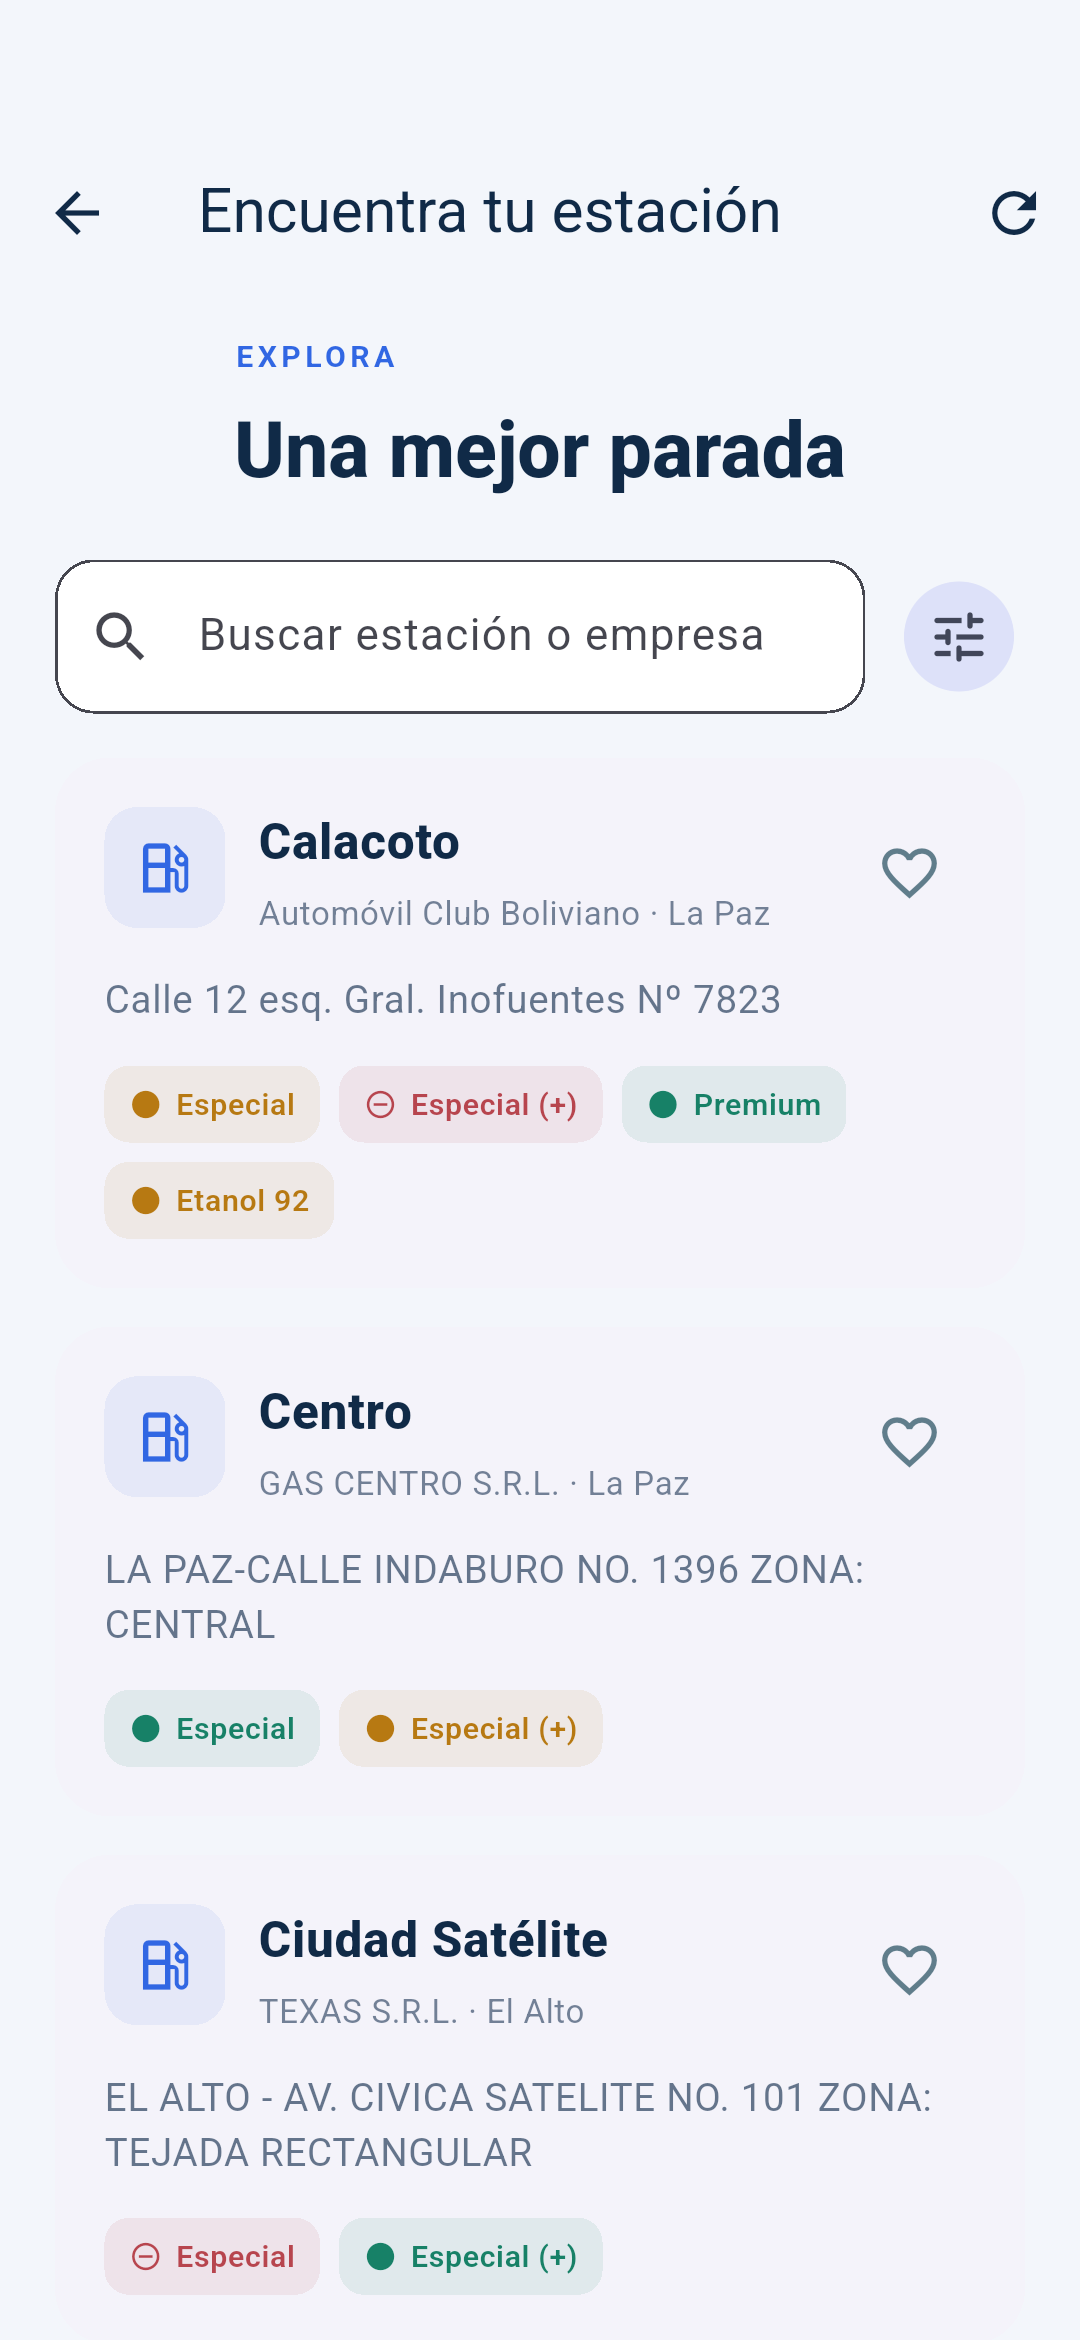 Encuentra tu estación
EXPLORA
Una mejor parada
Buscar estación o empresa
Calacoto
Automóvil Club Boliviano · La Paz
Calle 12 esq. Gral. Inofuentes Nº 7823
Especial
Especial (+)
Premium
Etanol 92
Centro
GAS CENTRO S.R.L. · La Paz
LA PAZ-CALLE INDABURO NO. 1396 ZONA:
CENTRAL
Especial
Especial (+)
Ciudad Satélite
TEXAS S.R.L. · El Alto
EL ALTO - AV. CIVICA SATELITE NO. 101 ZONA:
TEJADA RECTANGULAR
Especial
Especial (+)